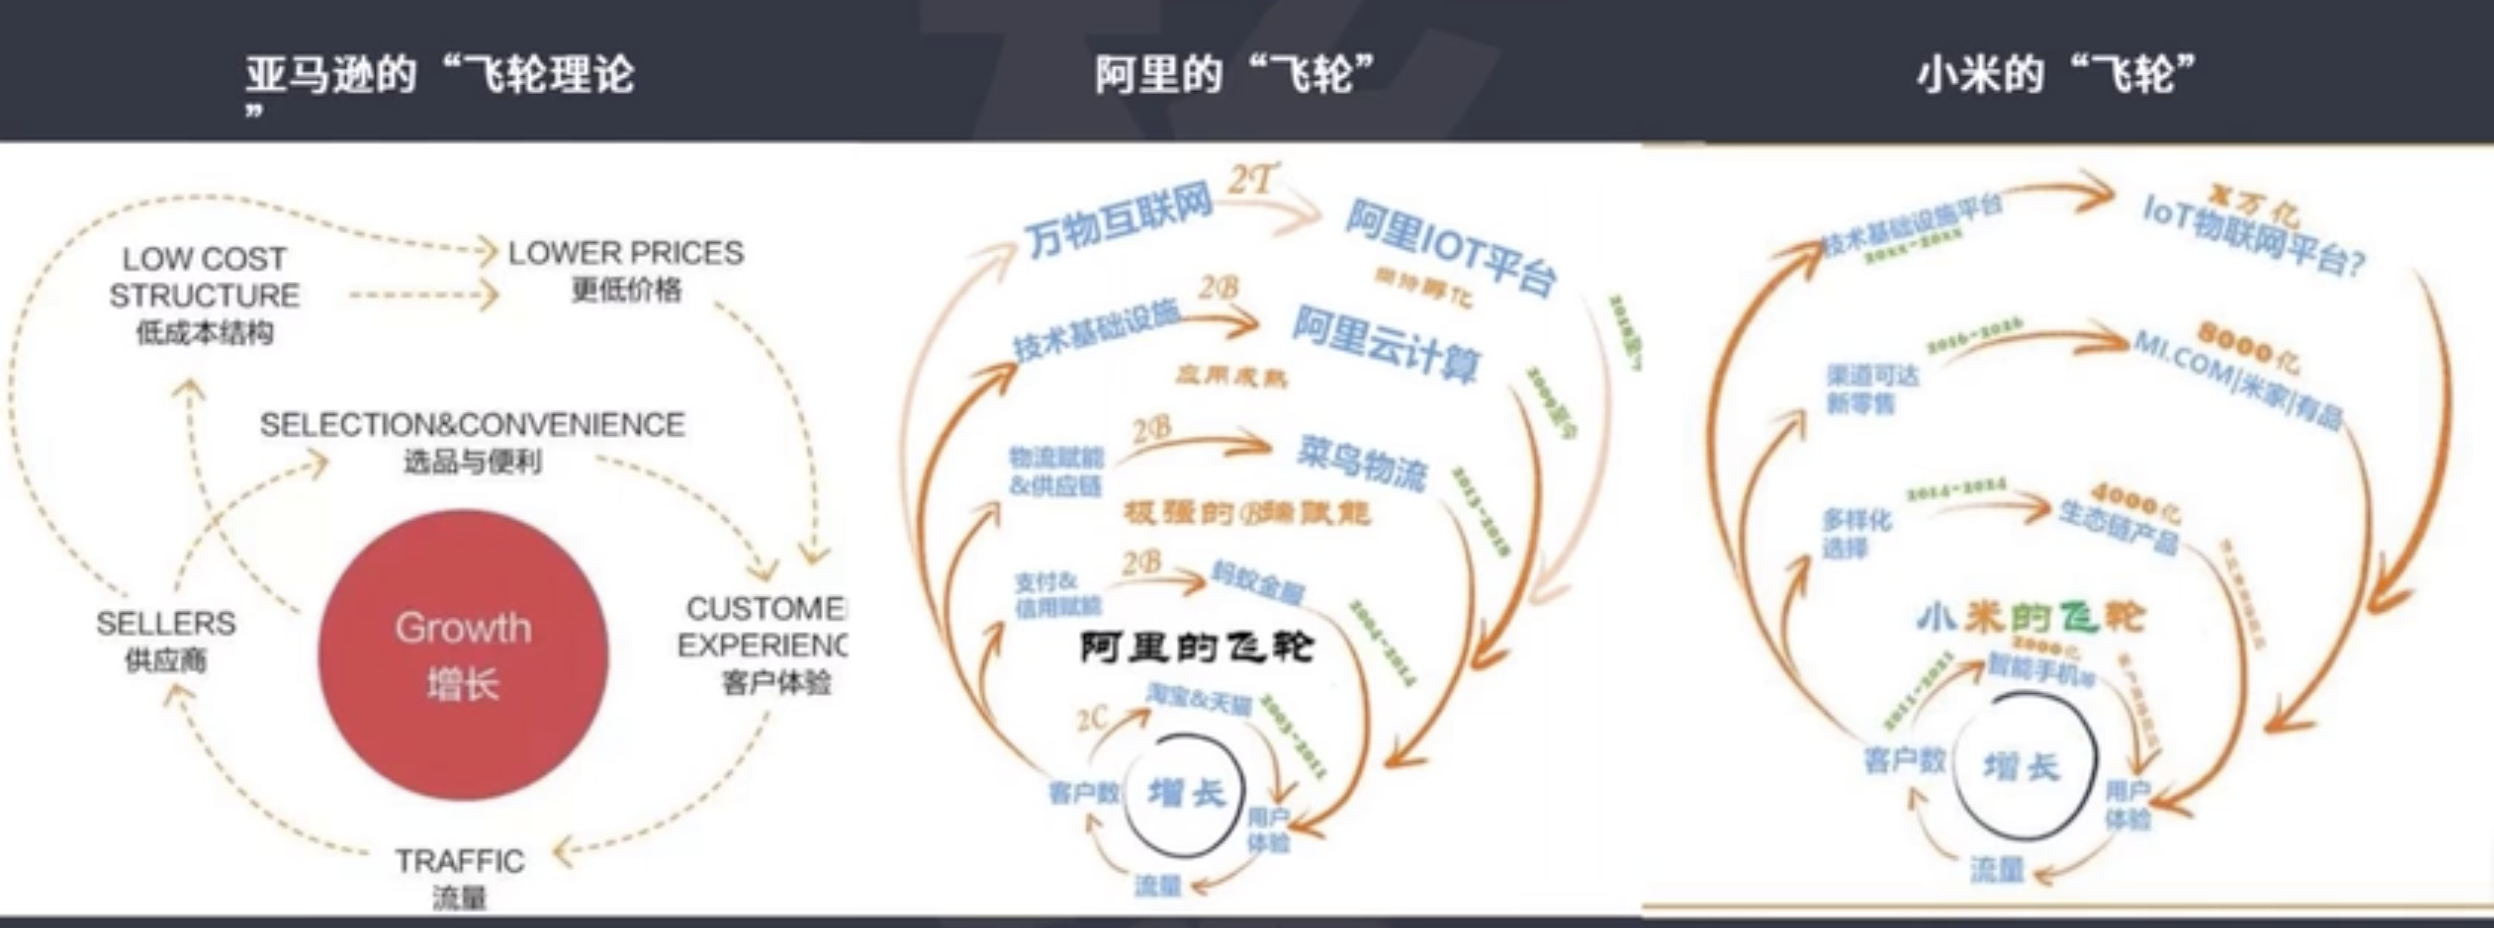 亚马逊的“飞轮理论
”
阿里的“飞轮”
小米的“飞轮”
LOW COST
STRUCTURE
低成本结构
LOWER PRICES
更低价格
SELECTION&CONVENIENCE
选品与便利
SELLERS
供应商
Growth
增长
CUSTOME
EXPERIENC
客户体验
TRAFFIC
流量
万物互联网
2T
阿里IOT平台
2018至今
技术基础设施
2B
阿里云计算
2009至今
应用成熟
物流赋能
&供应链
2B
菜鸟物流
2013-2018
极强的B端赋能
支付&
信用赋能
2B
蚂蚁金服
2004-2014
阿里的飞轮
2C
淘宝&天猫
2003-2011
客户数
增长
用户
体验
流量
技术基础设施平台
20xx-20xx
X万亿
IoT物联网平台?
渠道可达
新零售
2016-2026
8000亿
MI.COM|米家|有品
多样化
选择
2014-2024
4000亿
生态链产品
小米的飞轮
2000亿
2011-2021
智能手机等
客户数
增长
用户
体验
流量